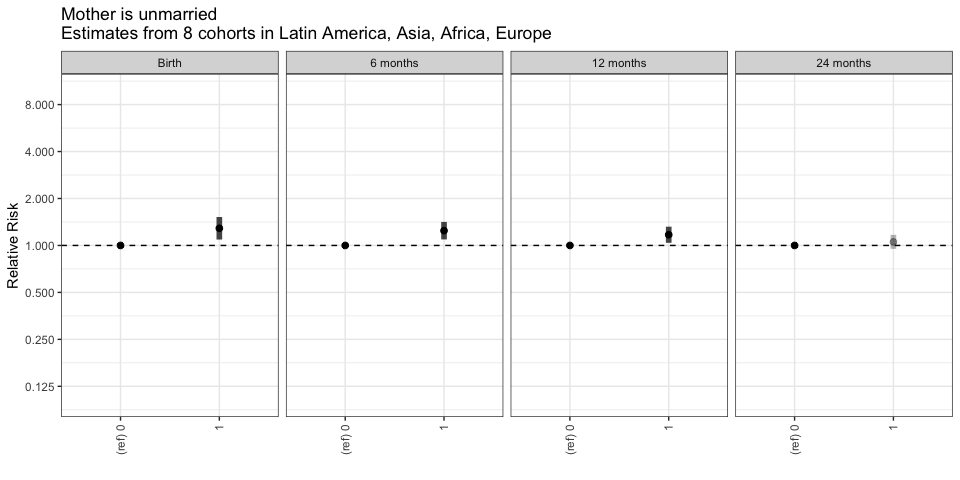 Mother is unmarried
Estimates from 8 cohorts in Latin America, Asia, Africa, Europe
Birth
6 months
12 months
24 months
Relative Risk
8.000
4.000
2.000
1.000
0.500
0.250
0.125
(ref) 0
1
(ref) 0
1
(ref) 0
1
(ref) 0
1